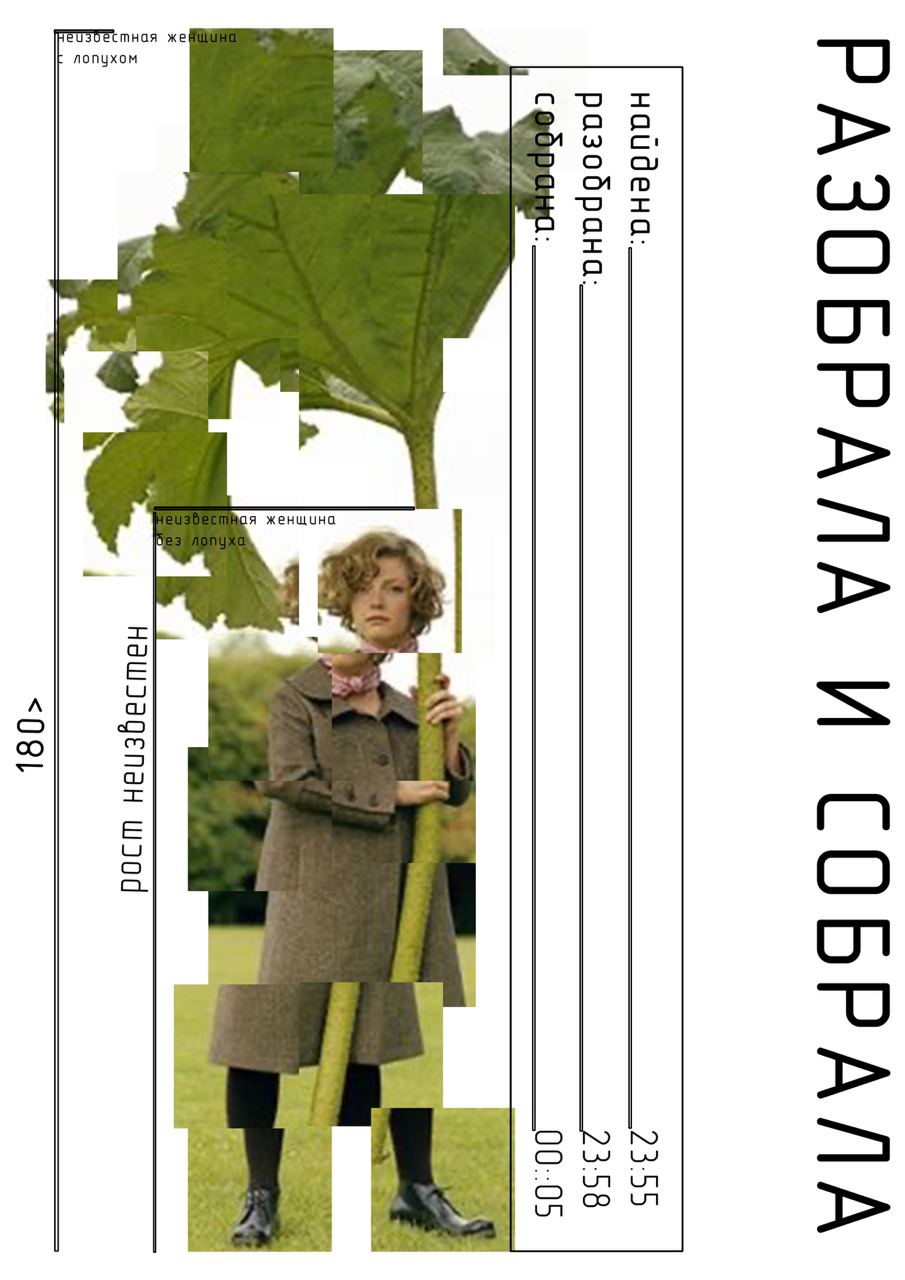 неизвестная женщина
с лопухом
180>
рост неизвестен
неизвестная женщина
без лопуха
найдена: 23:55
разобрана: 23:58
собрана: 00::05
РАЗОБРАЛА И СОБРАЛА